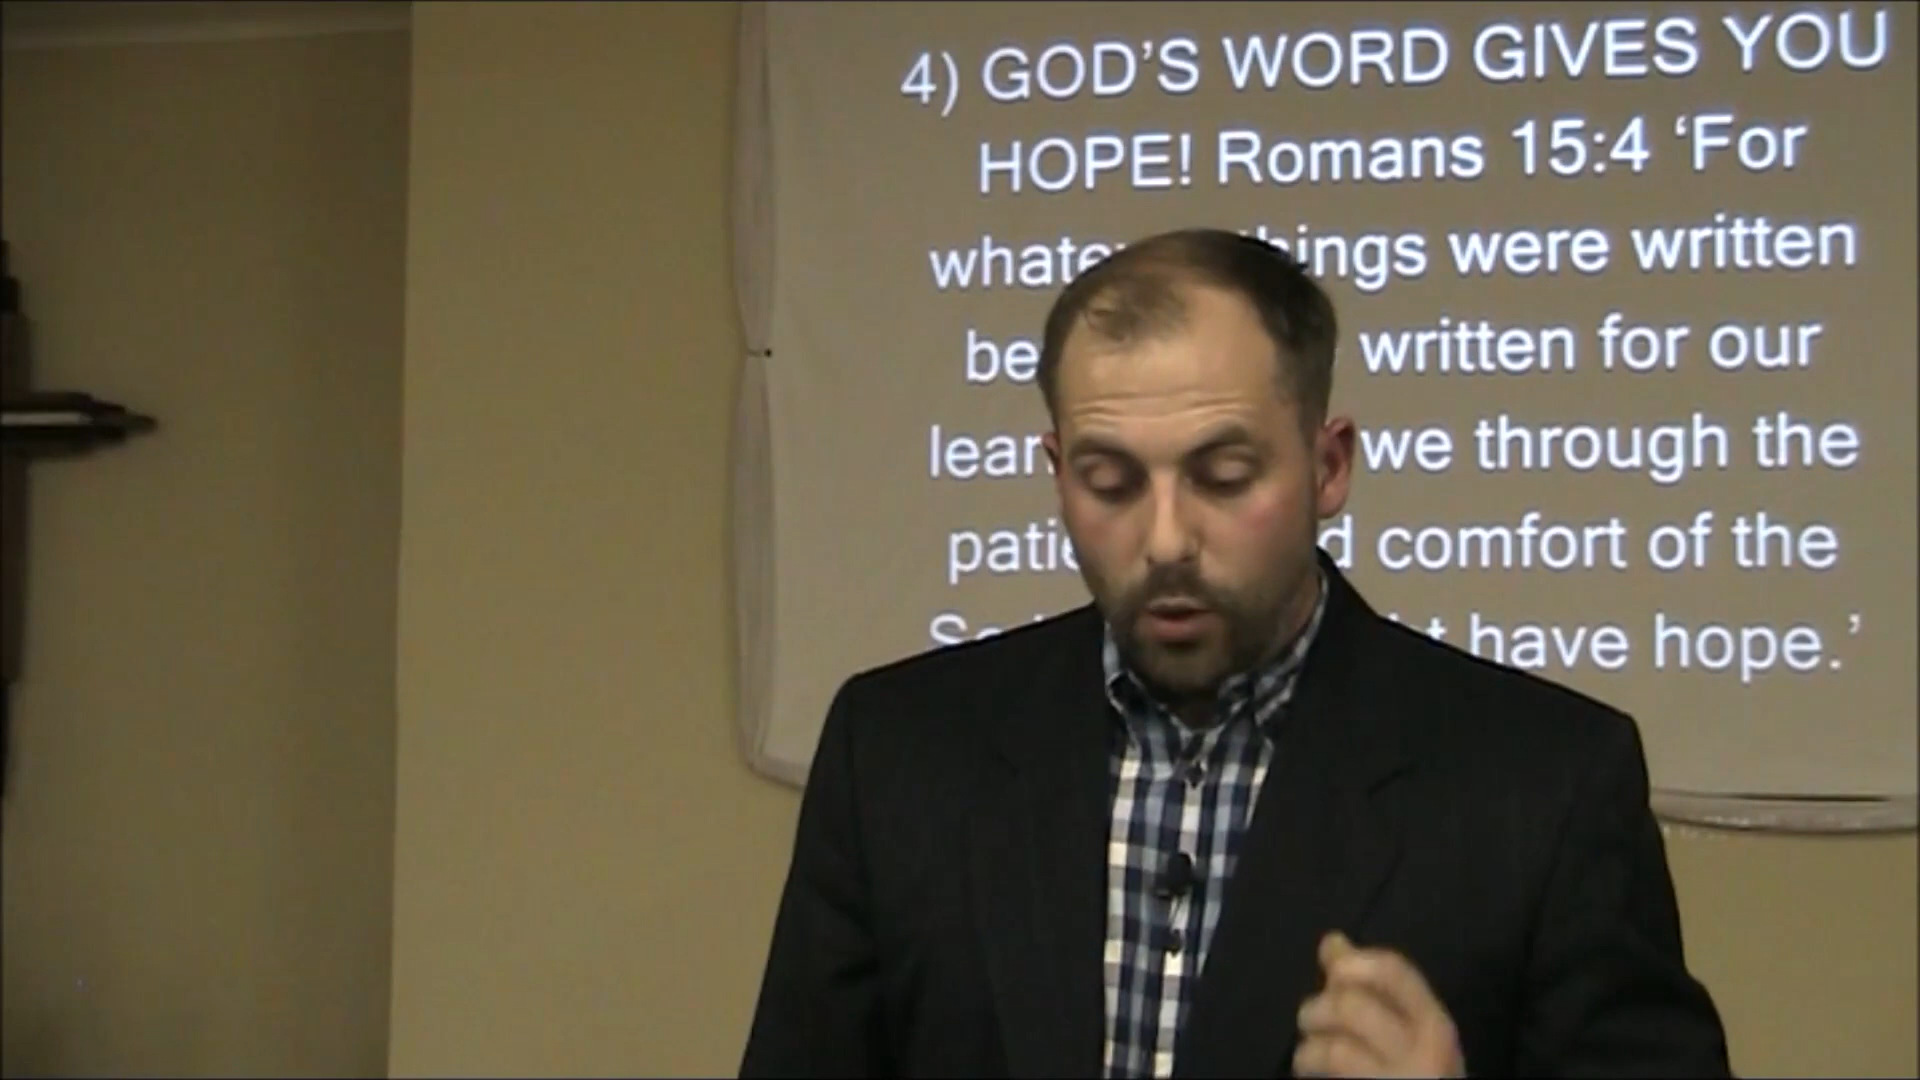 4) GOD'S WORD GIVES YOU
HOPE! Romans 15:4 ‘For
were written
written for our
we through the
comfort of the
have hope.’